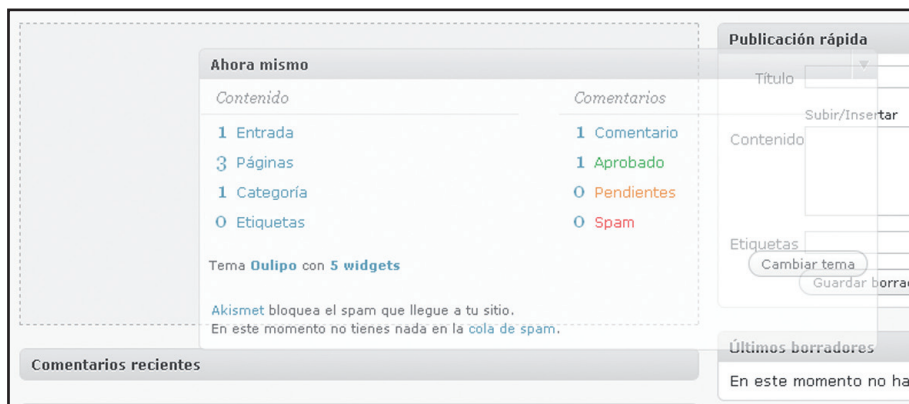 Publicación rápida
Ahora mismo
Título
Contenido
Comentarios
Subir/Insertar
1 Entrada
1 Comentario
Contenido
3 Páginas
1 Aprobado
1 Categoría
0 Pendientes
0 Etiquetas
0 Spam
Etiquetas
Tema Oulipo con 5 widgets
Cambiar tema
Guardar borrad
Akismet bloquea el spam que llegue a tu sitio.
En este momento no tienes nada en la cola de spam.
Últimos borradores
Comentarios recientes
En este momento no ha